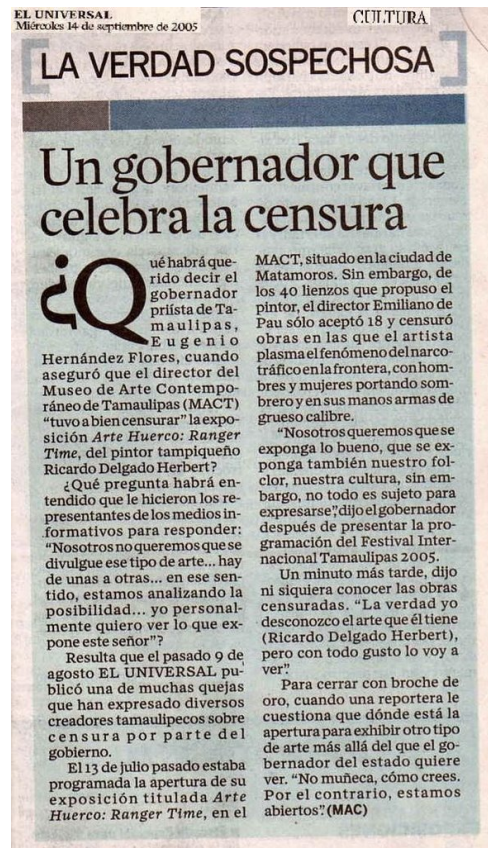 EL UNIVERSAL
Miércoles 14 de septiembre de 2005
CULTURA
[LA VERDAD SOSPECHOSA]
Un gobernador que
celebra la censura
¿Qué habrá que-
rido decir el
gobernador
priísta de Ta-
maulipas,
Eugenio
Hernández Flores, cuando
aseguró que el director del
Museo de Arte Contempo-
ráneo de Tamaulipas (MACT)
"tuvo a bien censurar" la expo-
sición Arte Huerco: Ranger
Time, del pintor tampiqueño
Ricardo Delgado Herbert?
¿Qué pregunta habrá en-
tendido que le hicieron los re-
presentantes de los medios in-
formativos para responder:
"Nosotros no queremos que se
divulgue ese tipo de arte... hay
de unas a otras... en ese sen-
tido, estamos analizando la
posibilidad... yo personal-
mente quiero ver lo que ex-
pone este señor"?
Resulta que el pasado 9 de
agosto EL UNIVERSAL pu-
blicó una de muchas quejas
que han expresado diversos
creadores tamaulipecos sobre
censura por parte del
gobierno.
El 13 de julio pasado estaba
programada la apertura de su
exposición titulada Arte
Huerco: Ranger Time, en el
MACT, situado en la ciudad de
Matamoros. Sin embargo, de
los 40 lienzos que propuso el
pintor, el director Emiliano de
Pau sólo aceptó 18 y censuró
obras en las que el artista
plasma el fenómeno del narco-
tráfico en la frontera, con hom-
bres y mujeres portando som-
brero y en sus manos armas de
grueso calibre.
"Nosotros queremos que se
exponga lo bueno, que se ex-
ponga también nuestro fol-
clor, nuestra cultura, sin em-
bargo, no todo es sujeto para
expresarse", dijo el gobernador
después de presentar la pro-
gramación del Festival Inter-
nacional Tamaulipas 2005.
Un minuto más tarde, dijo
ni siquiera conocer las obras
censuradas. "La verdad yo
desconozco el arte que él tiene
(Ricardo Delgado Herbert),
pero con todo gusto lo voy a
ver".
Para cerrar con broche de
oro, cuando una reportera le
cuestiona que dónde está la
apertura para exhibir otro tipo
de arte más allá del que el go-
bernador del estado quiere
ver. "No muñeca, cómo crees.
Por el contrario, estamos
abiertos". (MAC)